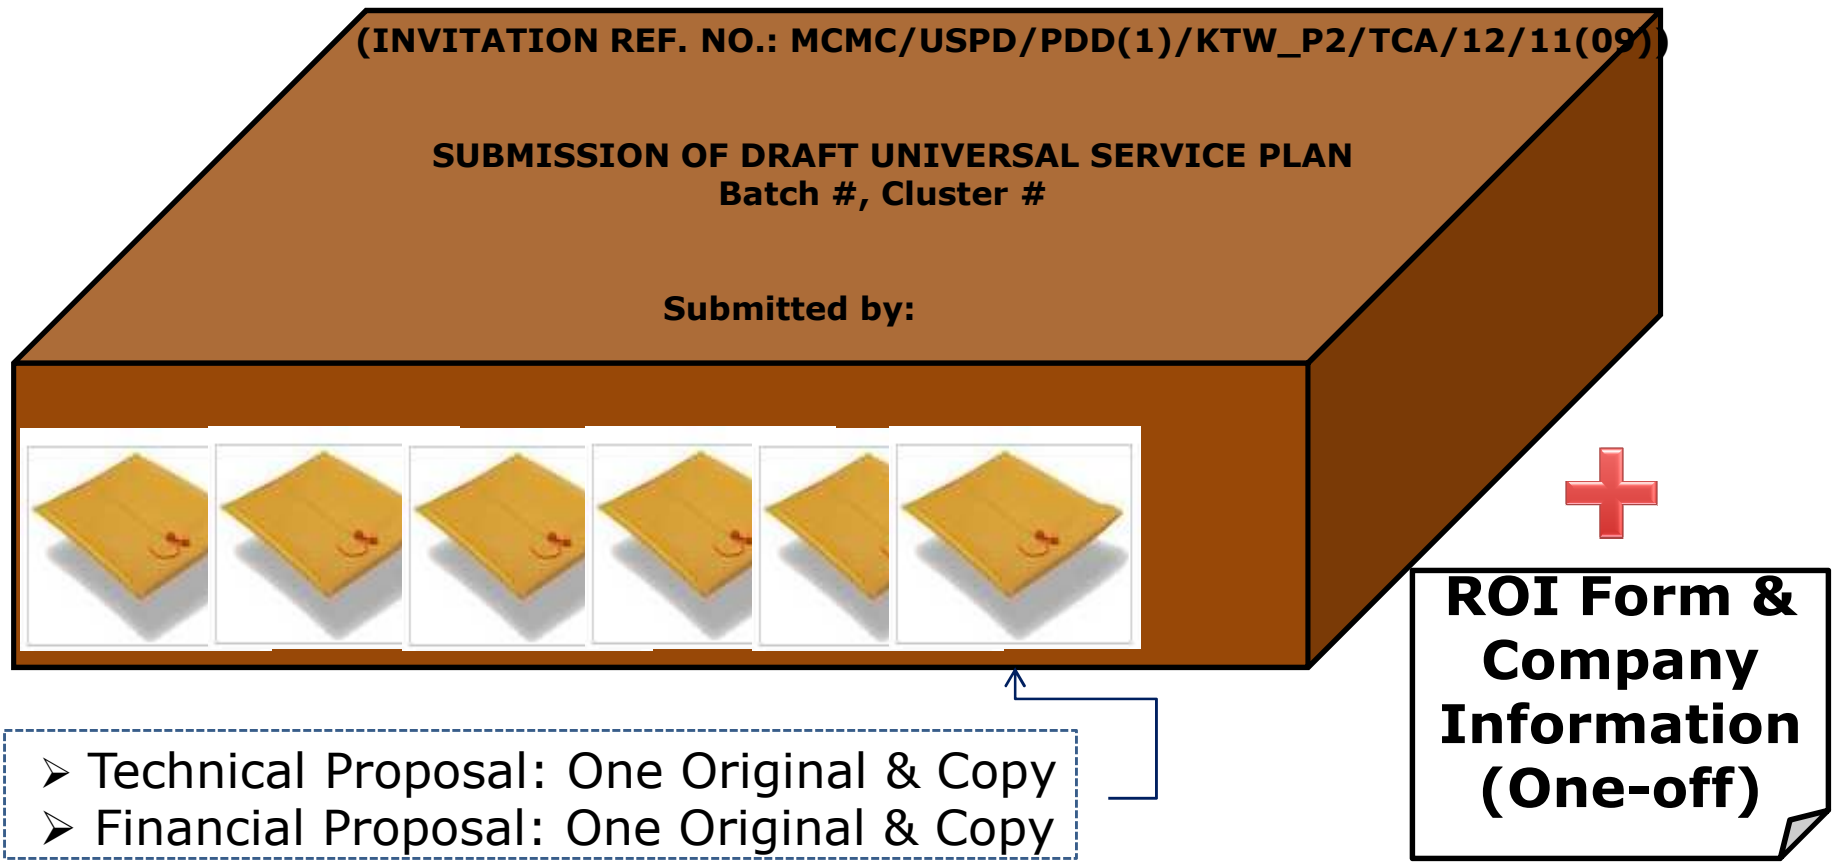 (INVITATION REF. NO.: MCMC/USPD/PDD(1)/KTW_P2/TCA/12/11(09))
SUBMISSION OF DRAFT UNIVERSAL SERVICE PLAN
Batch #, Cluster #
Submitted by:
ROI Form &
Company
Information
(One-off)
➢ Technical Proposal: One Original & Copy
➢ Financial Proposal: One Original & Copy